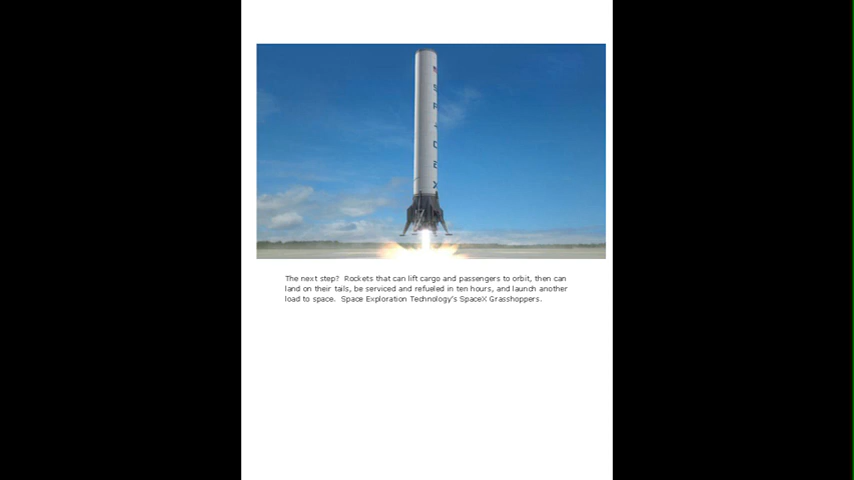 SPACEX
The next step? Rockets that can lift cargo and passengers to orbit, then can
land on their tails, be serviced and refueled in ten hours, and launch another
load to space. Space Exploration Technology's SpaceX Grasshoppers.